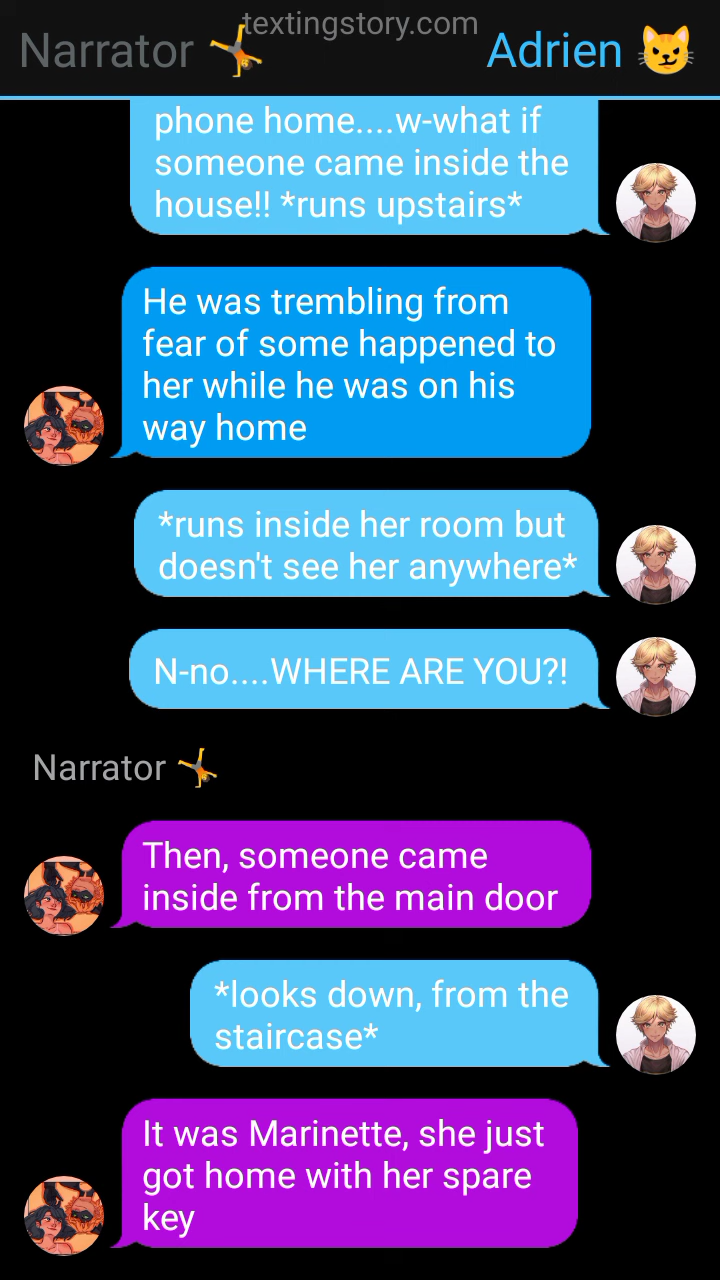 textingstory.com
Narrator 🤸 Adrien 😼
phone home....w-what if
someone came inside the
house!! *runs upstairs*
He was trembling from
fear of some happened to
her while he was on his
way home
*runs inside her room but
doesn't see her anywhere*
N-no....WHERE ARE YOU?!
Narrator 🤸
Then, someone came
inside from the main door
*looks down, from the
staircase*
It was Marinette, she just
got home with her spare
key